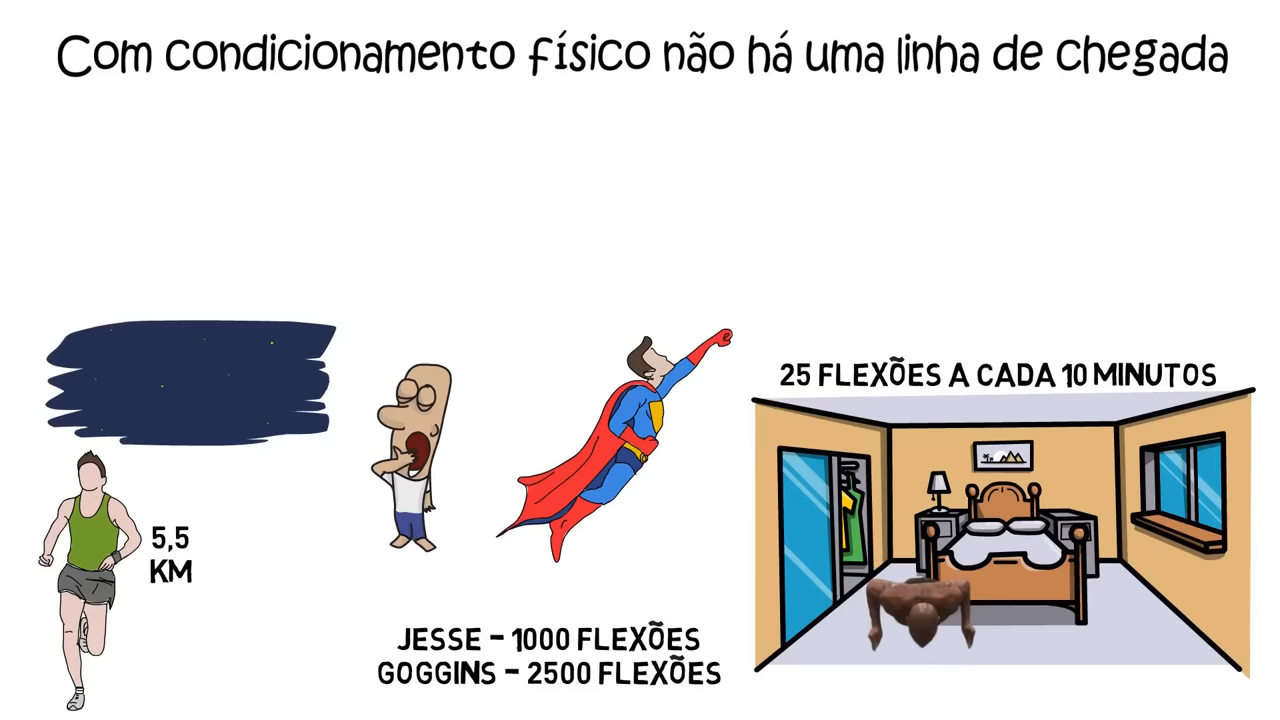 Com condicionamento físico não há uma linha de chegada
25 FLEXÕES A CADA 10 MINUTOS
5,5
KM
JESSE - 1000 FLEXÕES
GOGGINS - 2500 FLEXÕES